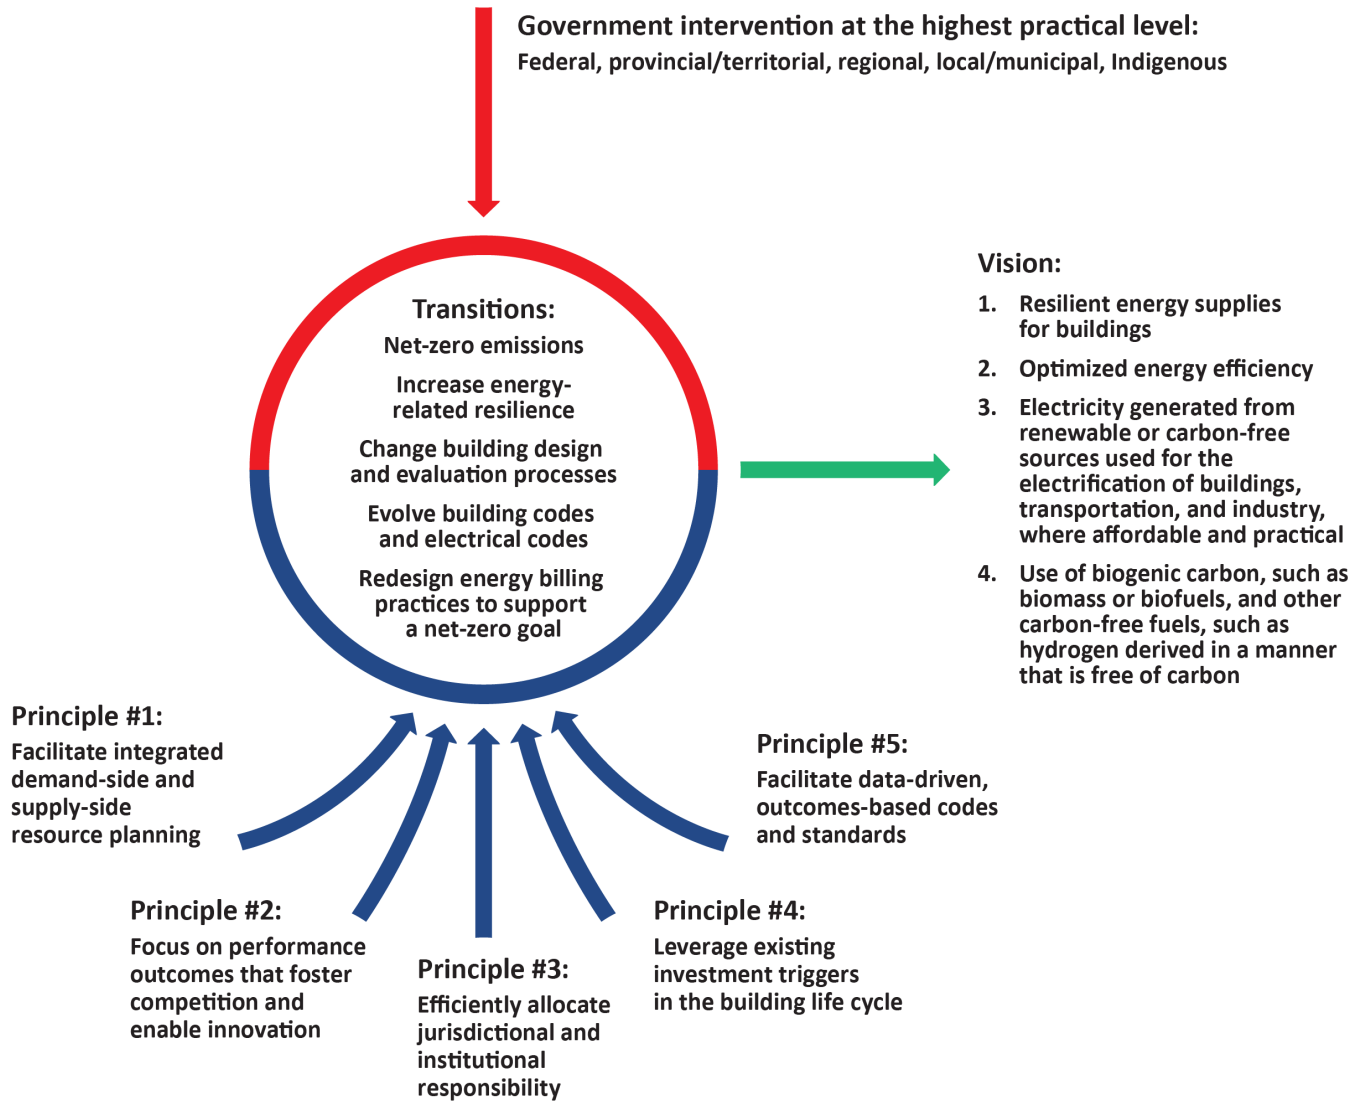 Government intervention at the highest practical level:
Federal, provincial/territorial, regional, local/municipal, Indigenous
Transitions:
Net-zero emissions
Increase energy-
related resilience
Change building design
and evaluation processes
Evolve building codes
and electrical codes
Redesign energy billing
practices to support
a net-zero goal
Vision:
1. Resilient energy supplies
for buildings
2. Optimized energy efficiency
3. Electricity generated from
renewable or carbon-free
sources used for the
electrification of buildings,
transportation, and industry,
where affordable and practical
4. Use of biogenic carbon, such as
biomass or biofuels, and other
carbon-free fuels, such as
hydrogen derived in a manner
that is free of carbon
Principle #1:
Facilitate integrated
demand-side and
supply-side
resource planning
Principle #2:
Focus on performance
outcomes that foster
competition and
enable innovation
Principle #3:
Efficiently allocate
jurisdictional and
institutional
responsibility
Principle #4:
Leverage existing
investment triggers
in the building life cycle
Principle #5:
Facilitate data-driven,
outcomes-based codes
and standards